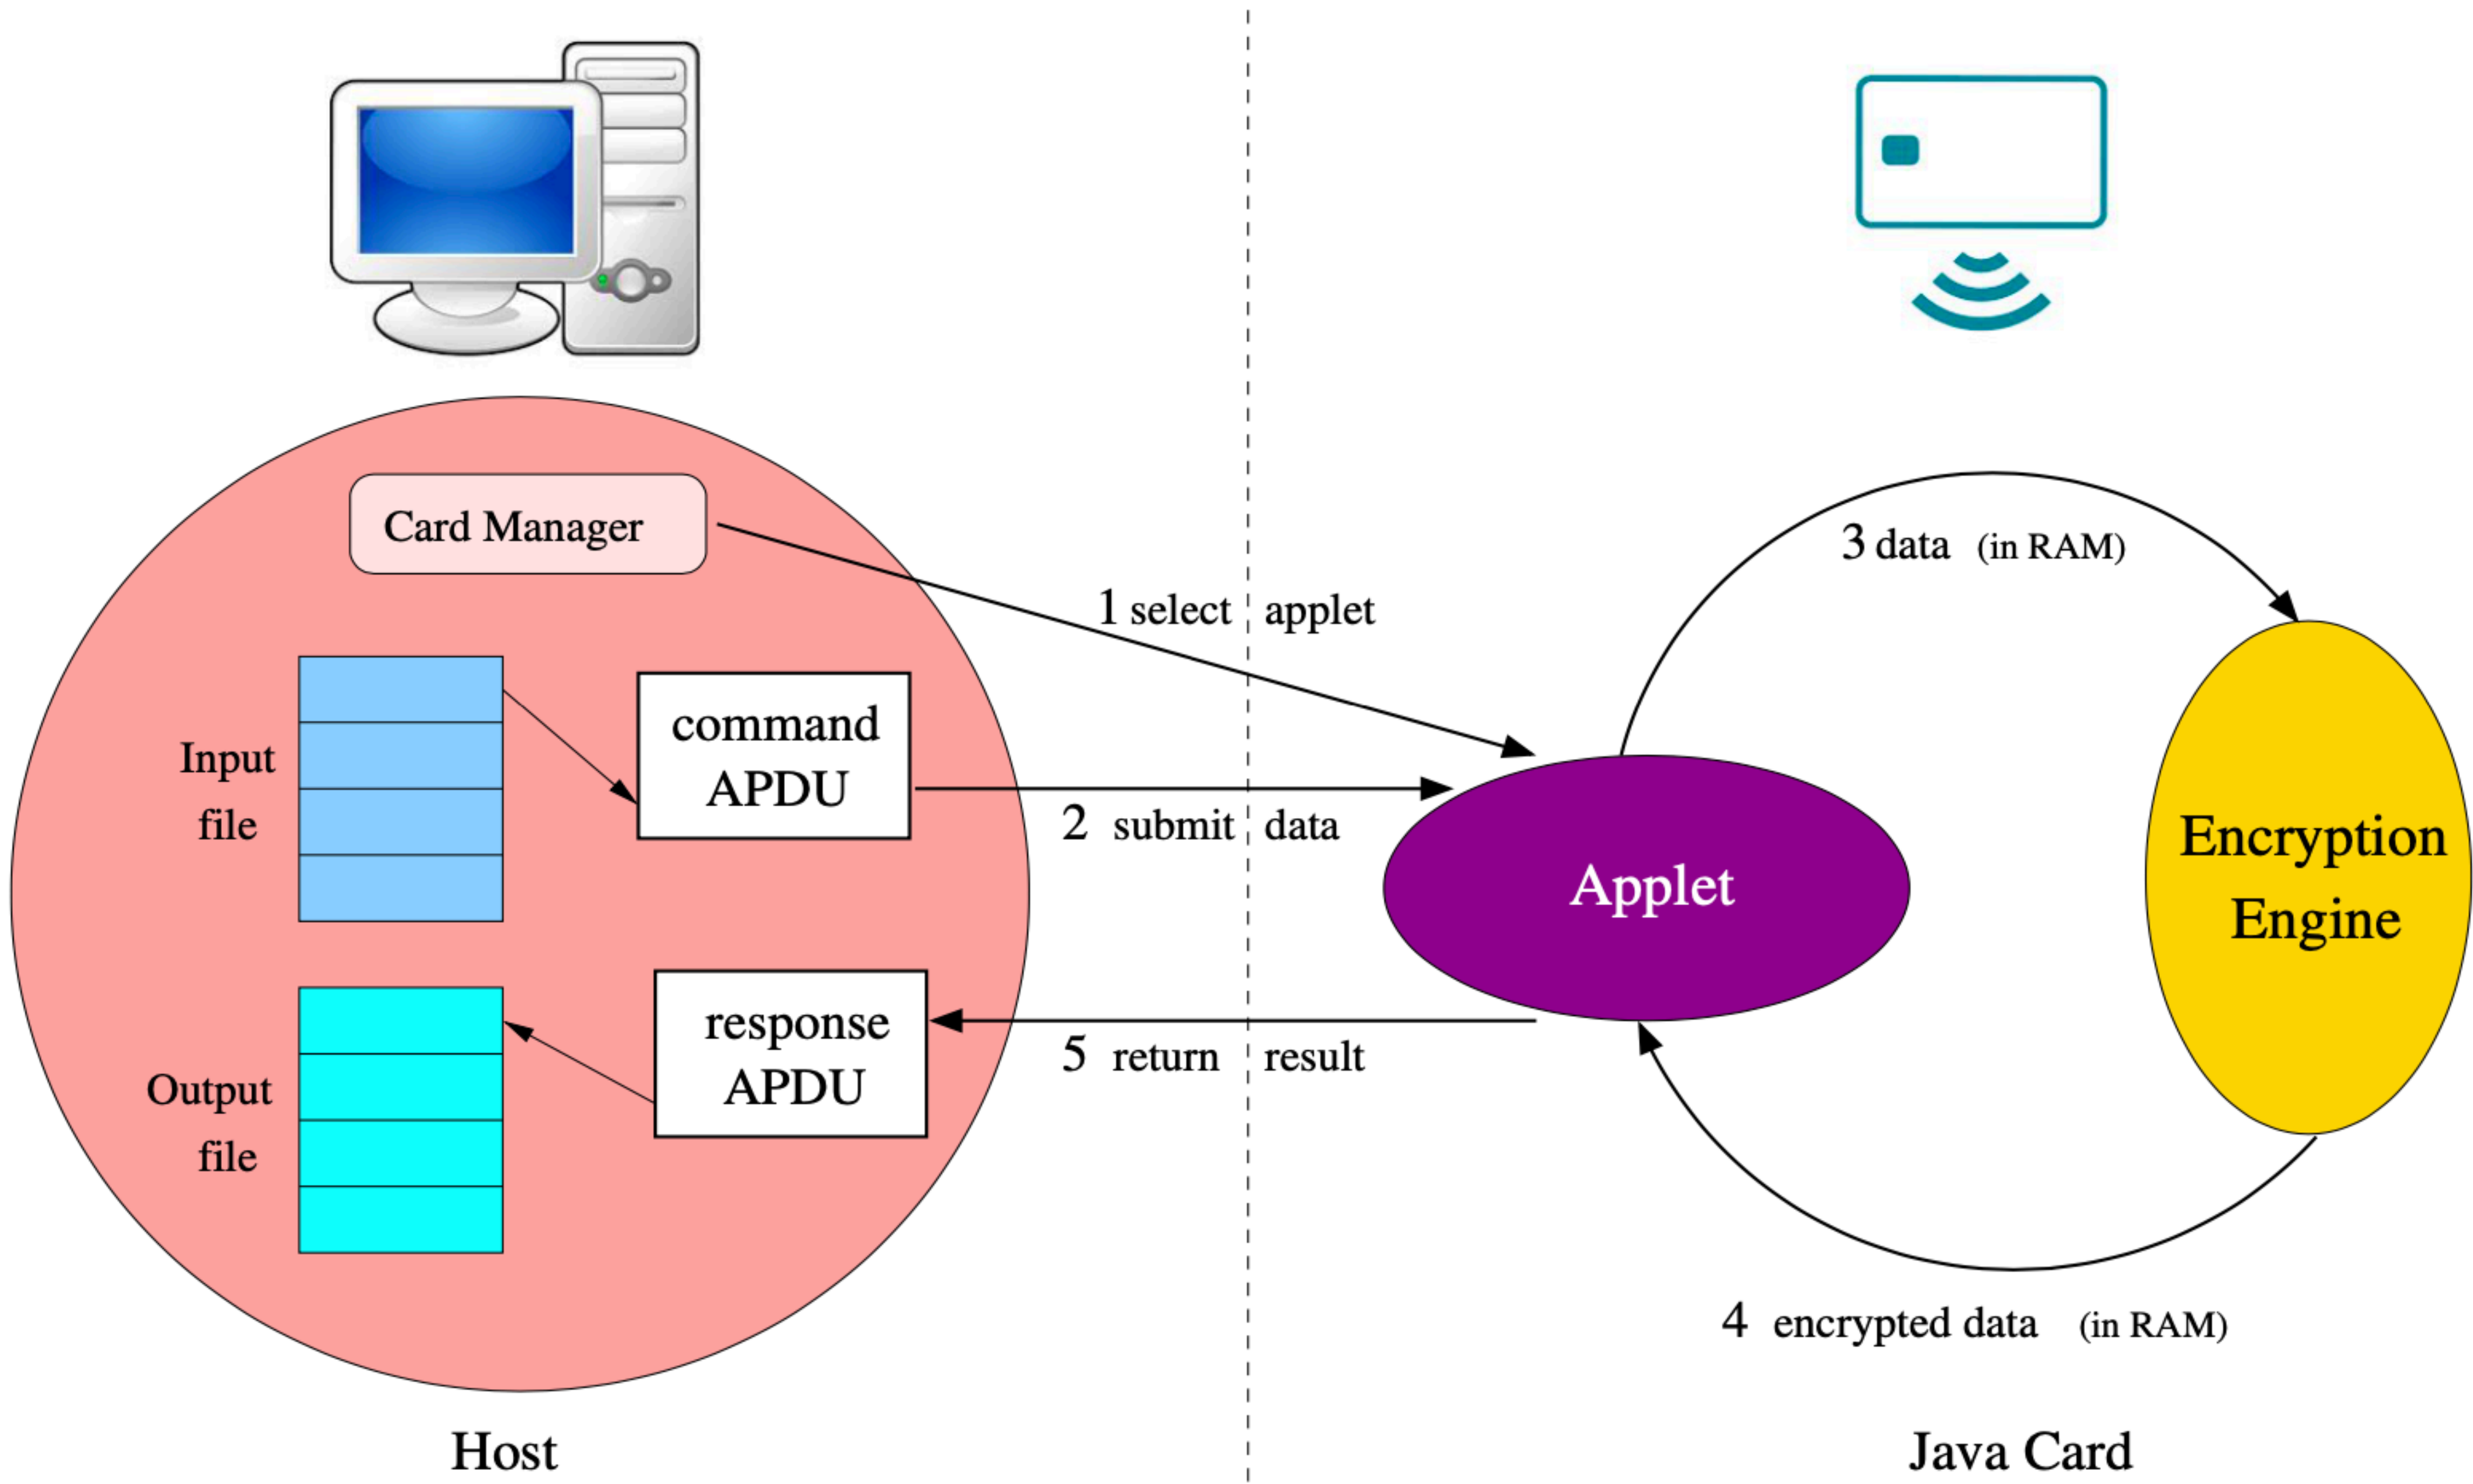 Card Manager
3 data (in RAM)
1 select applet
command
APDU
Input
file
2 submit data
Applet
Encryption
Engine
response
APDU
5 return result
Output
file
4 encrypted data (in RAM)
Host
Java Card